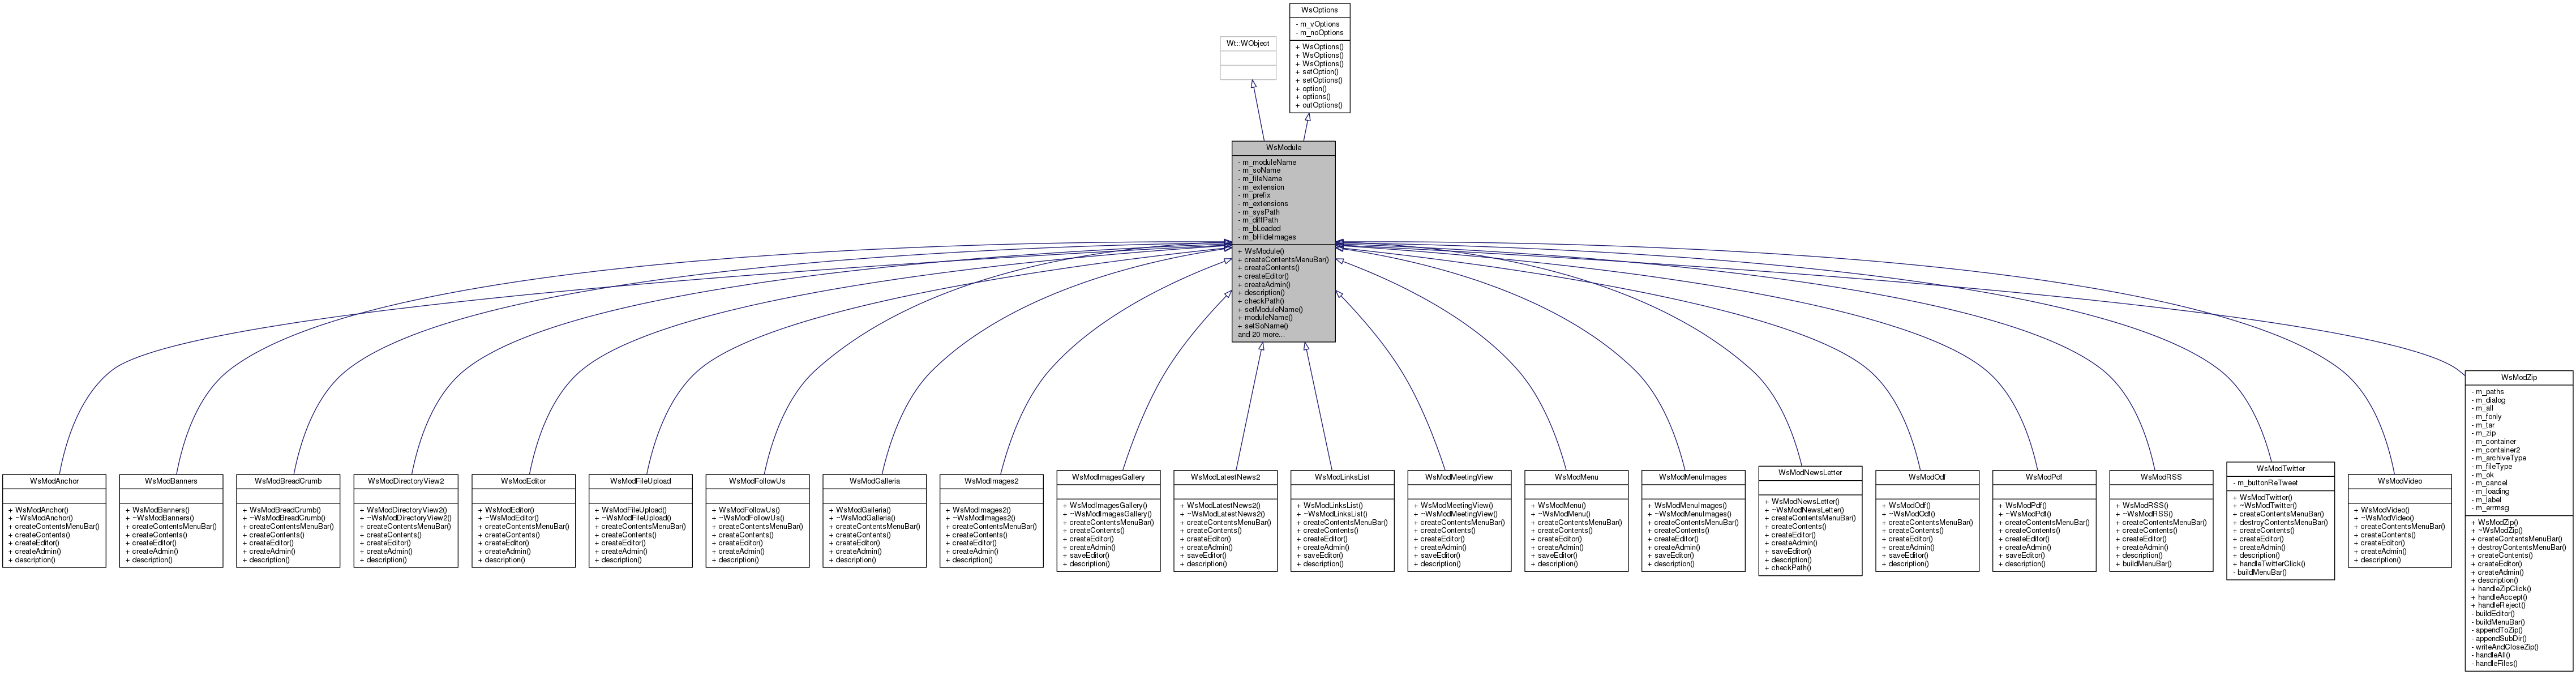 WsOptions
- m_vOptions
- m_noOptions
+ WsOptions()
+ WsOptions()
+ WsOptions()
+ setOption()
+ setOptions()
+ option()
+ options()
+ outOptions()
Wt::WObject
WsModule
- m_moduleName
- m_soName
- m_fileName
- m_extension
- m_prefix
- m_extensions
- m_sysPath
- m_diffPath
- m_bLoaded
- m_bHideImages
+ WsModule()
+ createContentsMenuBar()
+ createContents()
+ createEditor()
+ createAdmin()
+ description()
+ checkPath()
+ setModuleName()
+ moduleName()
+ setSoName()
and 20 more...
WsModAnchor
+ WsModAnchor()
+ ~WsModAnchor()
+ createContentsMenuBar()
+ createContents()
+ createEditor()
+ createAdmin()
+ description()
WsModBanners
+ WsModBanners()
+ ~WsModBanners()
+ createContentsMenuBar()
+ createContents()
+ createEditor()
+ createAdmin()
+ description()
WsModBreadCrumb
+ WsModBreadCrumb()
+ ~WsModBreadCrumb()
+ createContentsMenuBar()
+ createContents()
+ createEditor()
+ createAdmin()
+ description()
WsModDirectoryView2
+ WsModDirectoryView2()
+ ~WsModDirectoryView2()
+ createContentsMenuBar()
+ createContents()
+ createEditor()
+ createAdmin()
+ description()
WsModEditor
+ WsModEditor()
+ ~WsModEditor()
+ createContentsMenuBar()
+ createContents()
+ createEditor()
+ createAdmin()
+ description()
WsModFileUpload
+ WsModFileUpload()
+ ~WsModFileUpload()
+ createContentsMenuBar()
+ createContents()
+ createEditor()
+ createAdmin()
+ description()
WsModFollowUs
+ WsModFollowUs()
+ ~WsModFollowUs()
+ createContentsMenuBar()
+ createContents()
+ createEditor()
+ createAdmin()
+ description()
WsModGalleria
+ WsModGalleria()
+ ~WsModGalleria()
+ createContentsMenuBar()
+ createContents()
+ createEditor()
+ createAdmin()
+ description()
WsModImages2
+ WsModImages2()
+ ~WsModImages2()
+ createContentsMenuBar()
+ createContents()
+ createEditor()
+ createAdmin()
+ description()
WsModImagesGallery
+ WsModImagesGallery()
+ ~WsModImagesGallery()
+ createContentsMenuBar()
+ createContents()
+ createEditor()
+ createAdmin()
+ saveEditor()
+ description()
WsModLatestNews2
+ WsModLatestNews2()
+ ~WsModLatestNews2()
+ createContentsMenuBar()
+ createContents()
+ createEditor()
+ createAdmin()
+ saveEditor()
+ description()
WsModLinksList
+ WsModLinksList()
+ ~WsModLinksList()
+ createContentsMenuBar()
+ createContents()
+ createEditor()
+ createAdmin()
+ saveEditor()
+ description()
WsModMeetingView
+ WsModMeetingView()
+ ~WsModMeetingView()
+ createContentsMenuBar()
+ createContents()
+ createEditor()
+ createAdmin()
+ saveEditor()
+ description()
WsModMenu
+ WsModMenu()
+ ~WsModMenu()
+ createContentsMenuBar()
+ createContents()
+ createEditor()
+ createAdmin()
+ saveEditor()
+ description()
WsModMenuImages
+ WsModMenuImages()
+ ~WsModMenuImages()
+ createContentsMenuBar()
+ createContents()
+ createEditor()
+ createAdmin()
+ saveEditor()
+ description()
WsModNewsLetter
+ WsModNewsLetter()
+ ~WsModNewsLetter()
+ createContentsMenuBar()
+ createContents()
+ createEditor()
+ createAdmin()
+ saveEditor()
+ description()
+ checkPath()
WsModOdf
+ WsModOdf()
+ ~WsModOdf()
+ createContentsMenuBar()
+ createContents()
+ createEditor()
+ createAdmin()
+ saveEditor()
+ description()
WsModPdf
+ WsModPdf()
+ ~WsModPdf()
+ createContentsMenuBar()
+ createContents()
+ createEditor()
+ createAdmin()
+ saveEditor()
+ description()
WsModRSS
+ WsModRSS()
+ ~WsModRSS()
+ createContentsMenuBar()
+ createContents()
+ createEditor()
+ createAdmin()
+ description()
+ buildMenuBar()
WsModTwitter
- m_buttonReTweet
+ WsModTwitter()
+ ~WsModTwitter()
+ createContentsMenuBar()
+ destroyContentsMenuBar()
+ createContents()
+ createEditor()
+ createAdmin()
+ description()
+ handleTwitterClick()
- buildMenuBar()
WsModVideo
+ WsModVideo()
+ ~WsModVideo()
+ createContentsMenuBar()
+ createContents()
+ createEditor()
+ createAdmin()
+ description()
WsModZip
- m_paths
- m_dialog
- m_all
- m_fonly
- m_tar
- m_zip
- m_container
- m_container2
- m_archiveType
- m_fileType
- m_ok
- m_cancel
- m_loading
- m_label
- m_errmsg
+ WsModZip()
+ ~WsModZip()
+ createContentsMenuBar()
+ destroyContentsMenuBar()
+ createContents()
+ createEditor()
+ createAdmin()
+ description()
+ handleZipClick()
+ handleAccept()
+ handleReject()
- buildEditor()
- buildMenuBar()
- appendToZip()
- appendSubDir()
- writeAndCloseZip()
- handleAll()
- handleFiles()